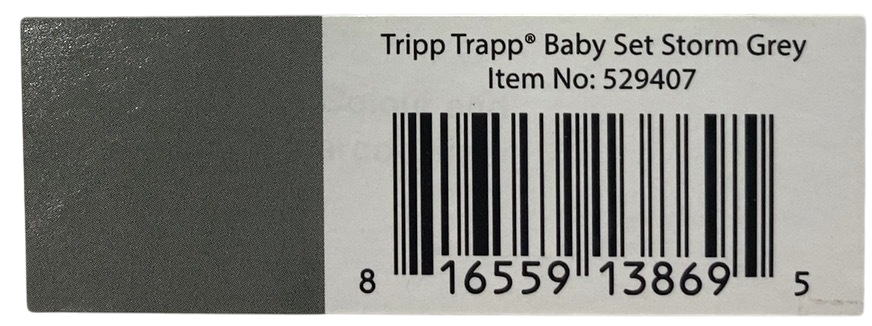 Tripp Trapp® Baby Set Storm Grey
Item No: 529407
8 16559 13869 5